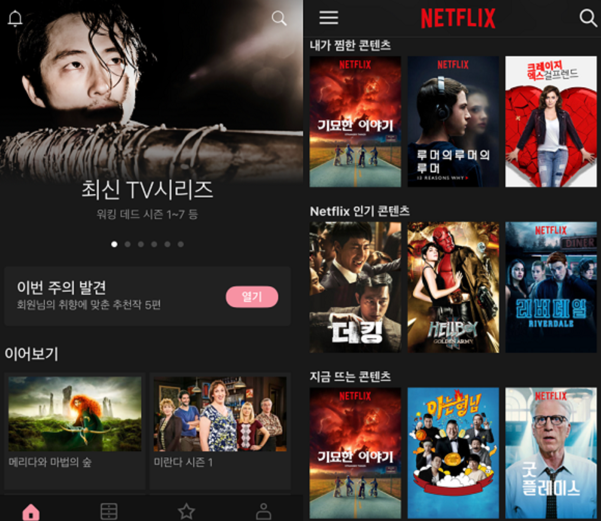 최신 TV시리즈
워킹 데드 시즌 1~7 등
이번 주의 발견
회원님의 취향에 맞춘 추천작 5편
열기
이어보기
메리다와 마법의 숲
미란다 시즌 1
NETFLIX
내가 찜한 콘텐츠
NETFLIX
기묘한 이야기
NETFLIX
루머의루머의
루머
13 REASONS WHY
크레이지
엑스걸프렌드
Netflix 인기 콘텐츠
더킹
HELLBOY
GOLDEN ARMY
NETFLIX
DINER
리버데일
RIVERDALE
지금 뜨는 콘텐츠
NETFLIX
기묘한 이야기
아는형님
NETFLIX
굿
플레이스